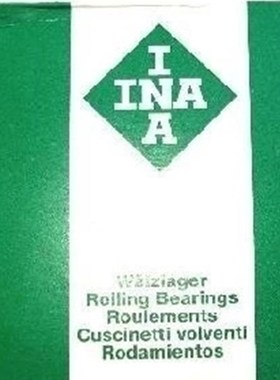 I
INA
A
Wälzlager
Rolling Bearings
Roulements
Cuscinetti volventi
Rodamientos